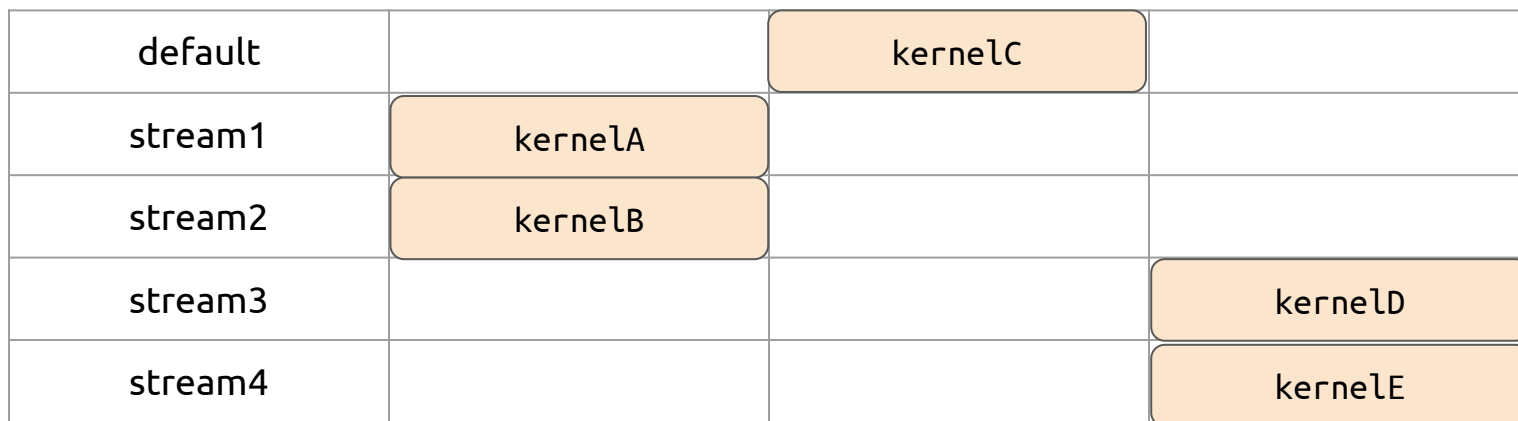 default kernelC
stream1 kernelA
stream2 kernelB
stream3 kernelD
stream4 kernelE